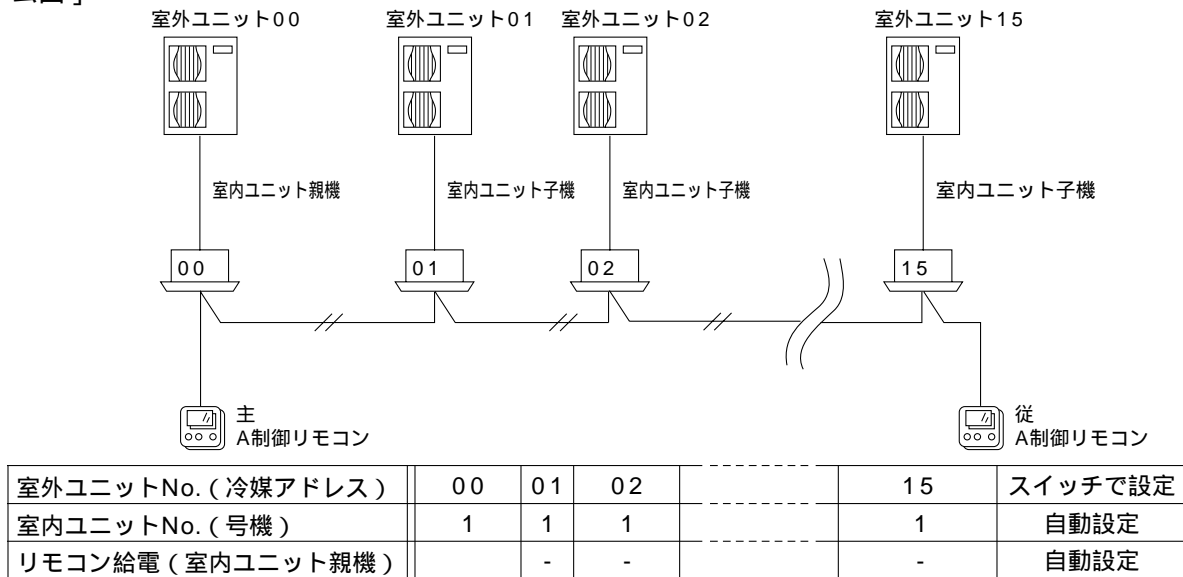 室外ユニット00 室外ユニット01 室外ユニット02 室外ユニット15
室内ユニット親機 室内ユニット子機 室内ユニット子機 室内ユニット子機
00 01 02 15
主
A制御リモコン
従
A制御リモコン
室外ユニットNo.(冷媒アドレス) 00 01 02 15 スイッチで設定
室内ユニットNo.(号機) 1 1 1 1 自動設定
リモコン給電(室内ユニット親機) - - - 自動設定